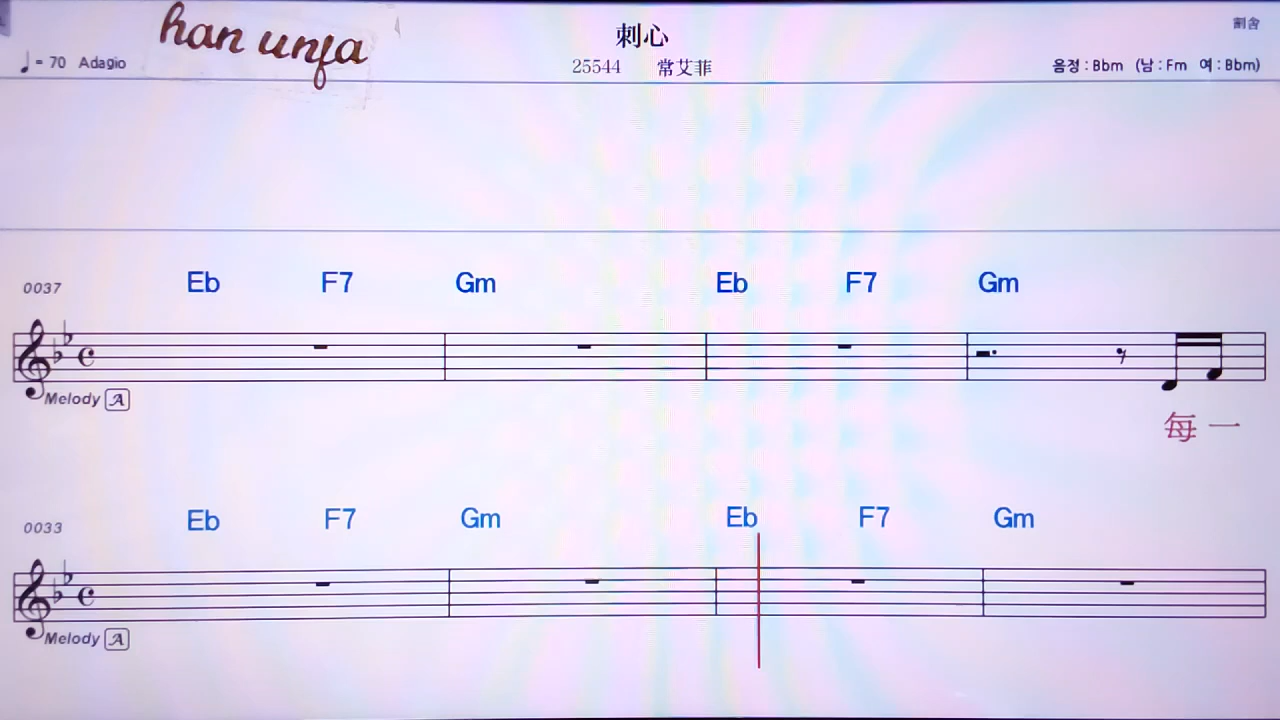 han unfa
刺心
♩= 70 Adagio
25544 常艾菲
음정 : Bbm (남 : Fm 여 : Bbm)
0037 Eb F7 Gm Eb F7 Gm
Melody A
每 一
0033 Eb F7 Gm Eb F7 Gm
Melody A